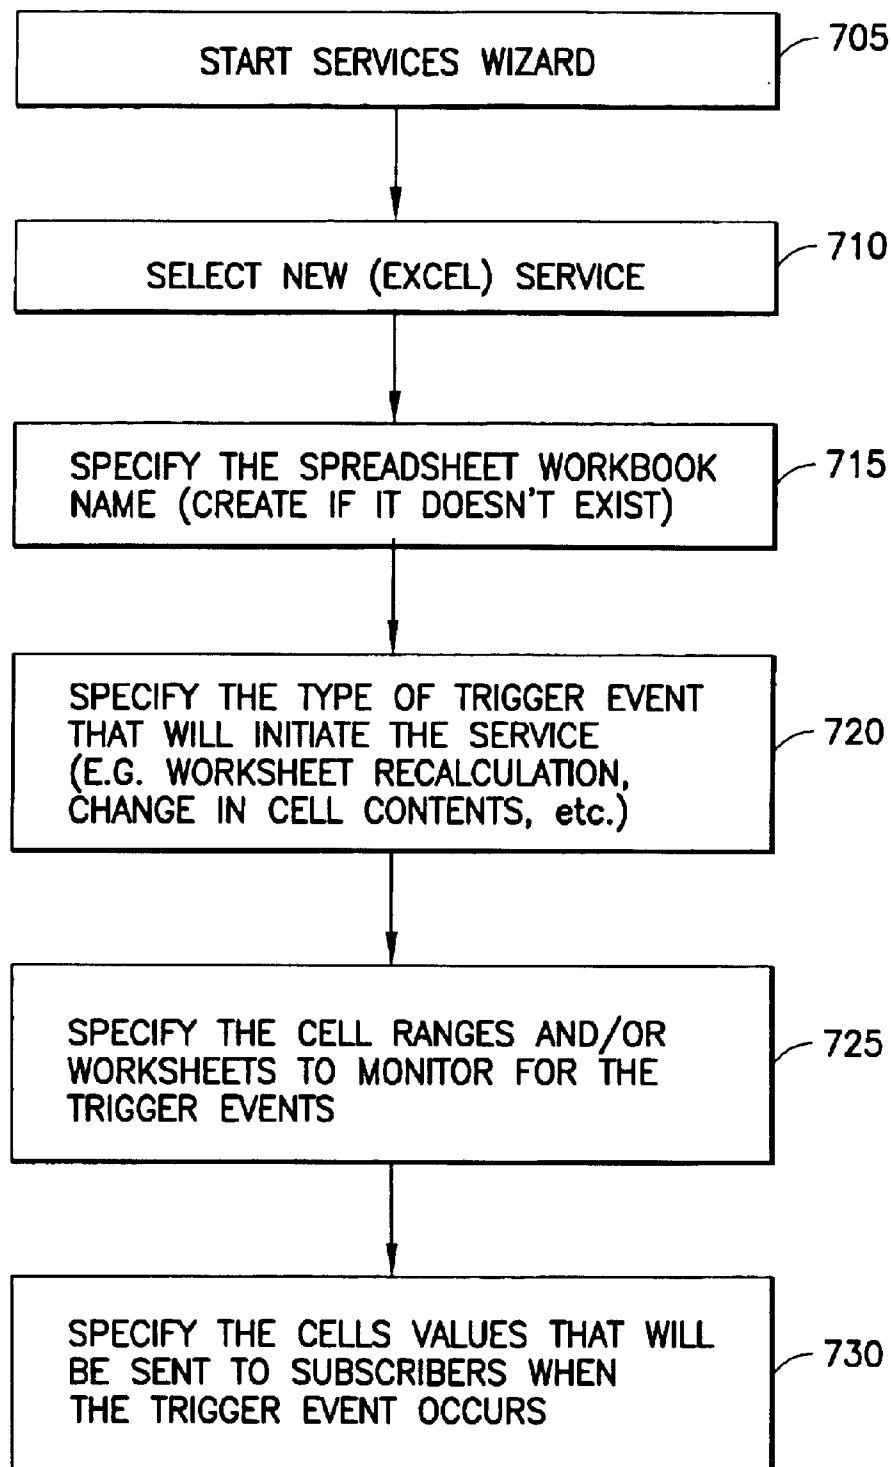 START SERVICES WIZARD
705
SELECT NEW (EXCEL) SERVICE
710
SPECIFY THE SPREADSHEET WORKBOOK
NAME (CREATE IF IT DOESN'T EXIST)
715
SPECIFY THE TYPE OF TRIGGER EVENT
THAT WILL INITIATE THE SERVICE
(E.G. WORKSHEET RECALCULATION,
CHANGE IN CELL CONTENTS, etc.)
720
SPECIFY THE CELL RANGES AND/OR
WORKSHEETS TO MONITOR FOR THE
TRIGGER EVENTS
725
SPECIFY THE CELLS VALUES THAT WILL
BE SENT TO SUBSCRIBERS WHEN
THE TRIGGER EVENT OCCURS
730